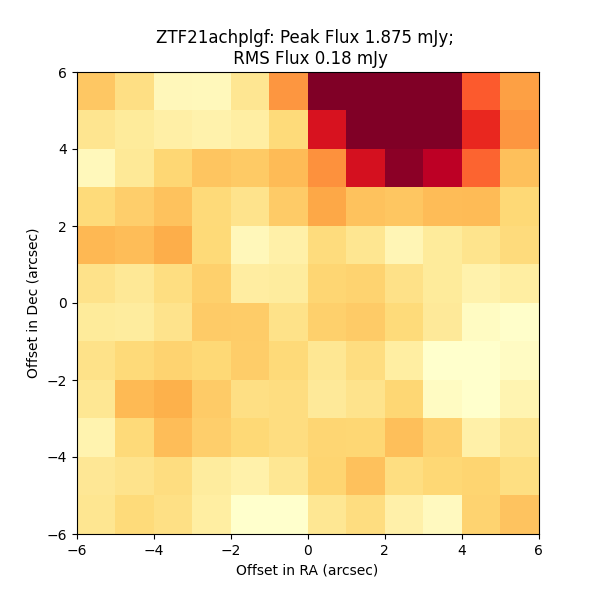 ZTF21achplgf: Peak Flux 1.875 mJy;
RMS Flux 0.18 mJy
6
4
2
0
−2
−4
−6
Offset in Dec (arcsec)
−6 −4 −2 0 2 4 6
Offset in RA (arcsec)